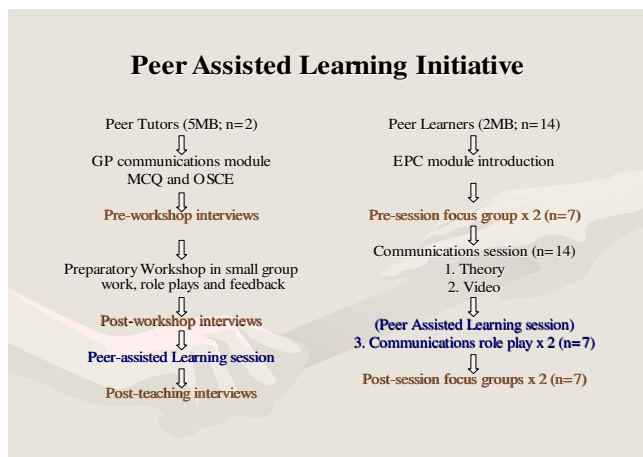 Peer Assisted Learning Initiative
Peer Tutors (5MB; n=2)
GP communications module
MCQ and OSCE
Pre-workshop interviews
Preparatory Workshop in small group
work, role plays and feedback
Post-workshop interviews
Peer-assisted Learning session
Post-teaching interviews
Peer Learners (2MB; n=14)
EPC module introduction
Pre-session focus group x 2 (n=7)
Communications session (n=14)
1. Theory
2. Video
(Peer Assisted Learning session)
3. Communications role play x 2 (n=7)
Post-session focus groups x 2 (n=7)